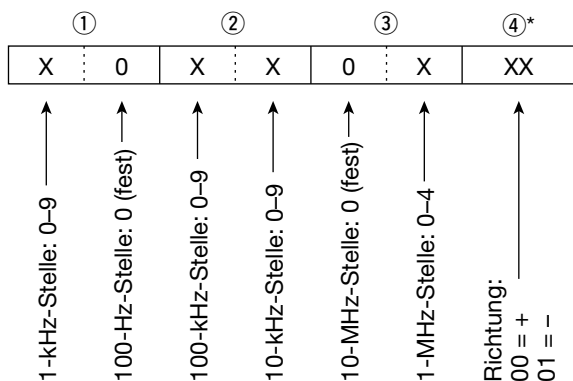 ① ② ③ ④*
X 0 X X 0 X XX
1-kHz-Stelle: 0–9
100-Hz-Stelle: 0 (fest)
100-kHz-Stelle: 0–9
10-kHz-Stelle: 0–9
10-MHz-Stelle: 0 (fest)
1-MHz-Stelle: 0–4
Richtung:
00 = +
01 = –